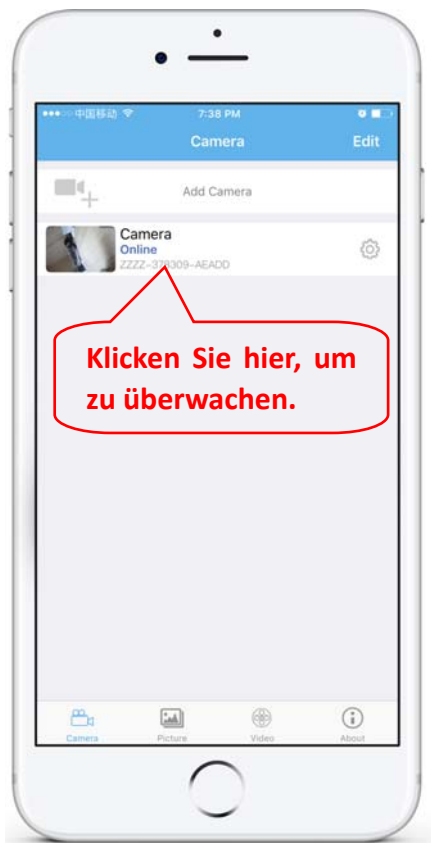 中国移动 7:38 PM
Camera Edit
Add Camera
Camera
Online
ZZZZ-378309-AEADD
Klicken Sie hier, um
zu überwachen.
Camera Picture Video About